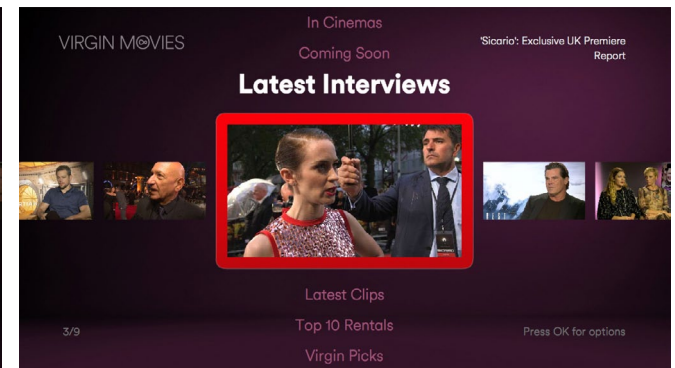 In Cinemas
VIRGIN MOVIES
'Sicario': Exclusive UK Premiere
Report
Coming Soon
Latest Interviews
Latest Clips
3/9
Top 10 Rentals
Press OK for options
Virgin Picks